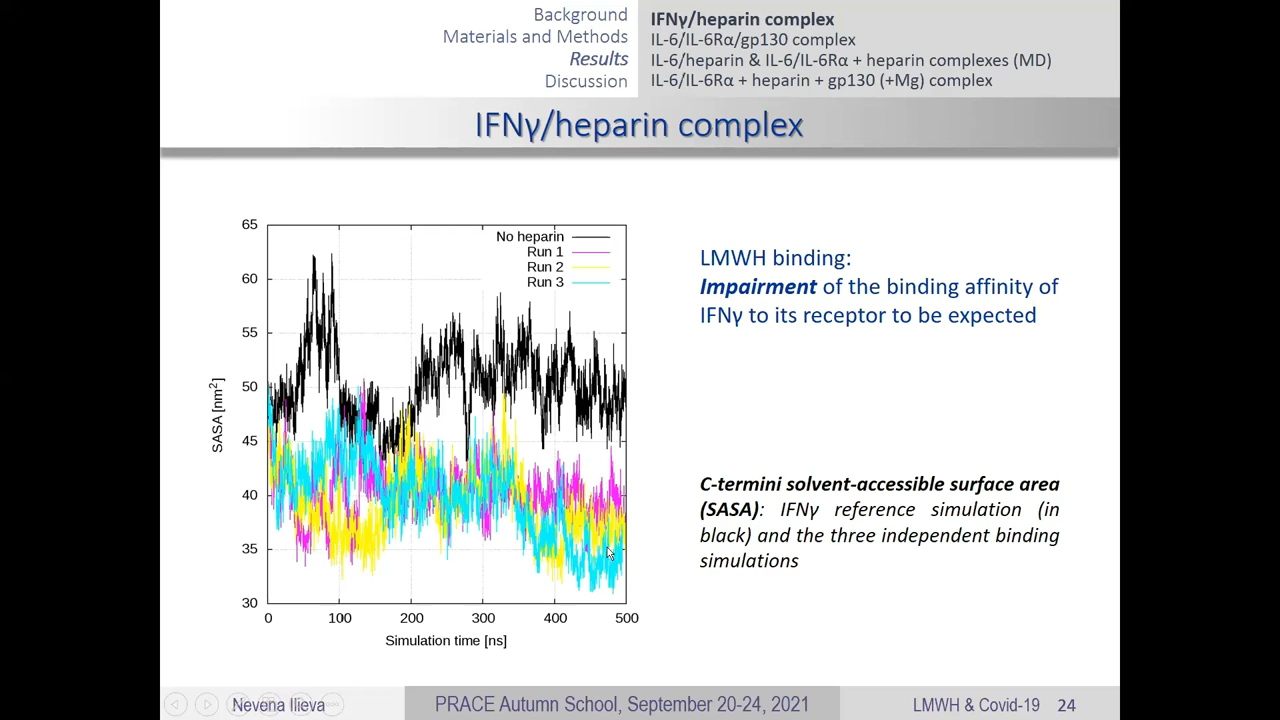 Background
Materials and Methods
Results
Discussion
IFNγ/heparin complex
IL-6/IL-6Rα/gp130 complex
IL-6/heparin & IL-6/IL-6Rα + heparin complexes (MD)
IL-6/IL-6Rα + heparin + gp130 (+Mg) complex
IFNγ/heparin complex
65
60
55
50
45
40
35
30
SASA [nm²]
No heparin
Run 1
Run 2
Run 3
0 100 200 300 400 500
Simulation time [ns]
LMWH binding:
Impairment of the binding affinity of
IFNγ to its receptor to be expected
C-termini solvent-accessible surface area
(SASA): IFNγ reference simulation (in
black) and the three independent binding
simulations
Nevena Ilieva
PRACE Autumn School, September 20-24, 2021
LMWH & Covid-19 24